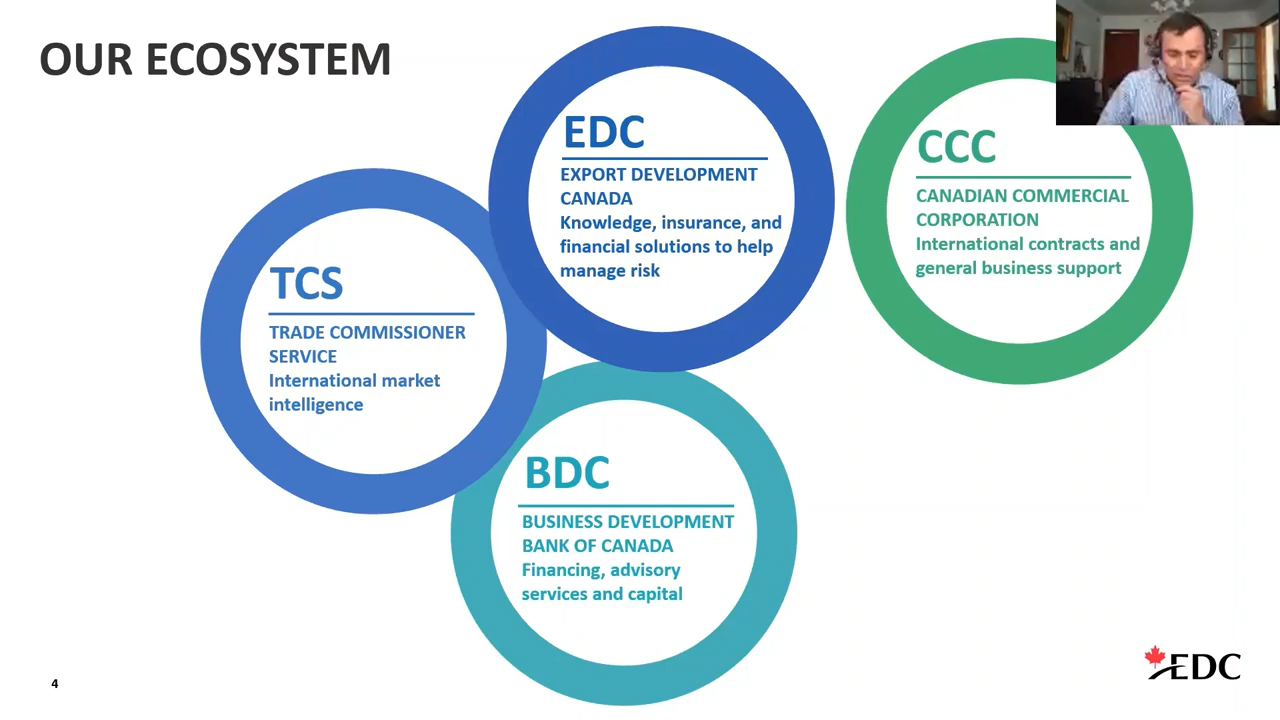 OUR ECOSYSTEM
EDC
EXPORT DEVELOPMENT
CANADA
Knowledge, insurance, and
financial solutions to help
manage risk
CCC
CANADIAN COMMERCIAL
CORPORATION
International contracts and
general business support
TCS
TRADE COMMISSIONER
SERVICE
International market
intelligence
BDC
BUSINESS DEVELOPMENT
BANK OF CANADA
Financing, advisory
services and capital
4
EDC